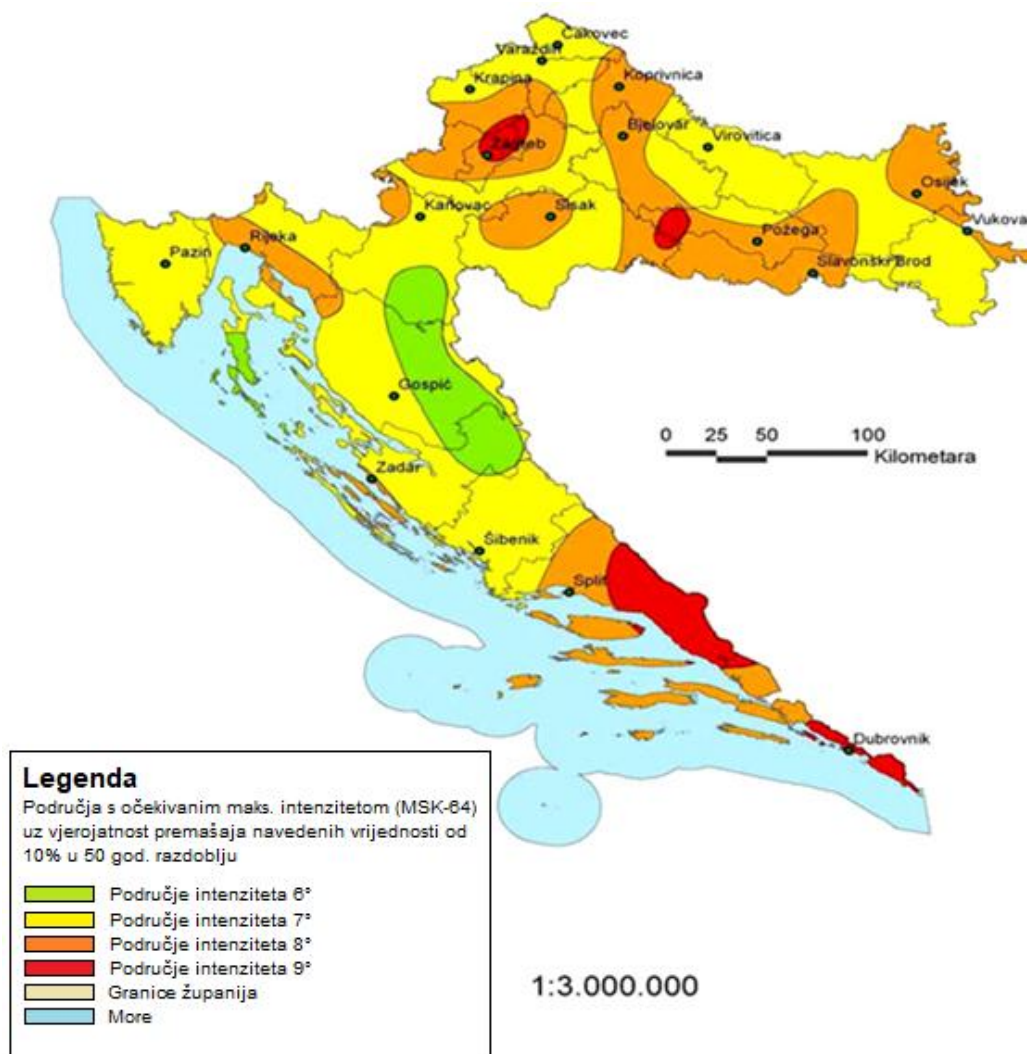 Čakovec
Varaždin
Krapina
Koprivnica
Bjelovar
Virovitica
Zagreb
Osijek
Karlovac
Sisak
Vukova
Rijeka
Požega
Pazin
Slavonski Brod
Gospić
0 25 50 100
Kilometara
Zadar
Šibenik
Split
Dubrovnik
Legenda
Područja s očekivanim maks. intenzitetom (MSK-64)
uz vjerojatnost premašaja navedenih vrijednosti od
10% u 50 god. razdoblju
Područje intenziteta 6°
Područje intenziteta 7°
Područje intenziteta 8°
Područje intenziteta 9°
Granice županija
More
1:3.000.000